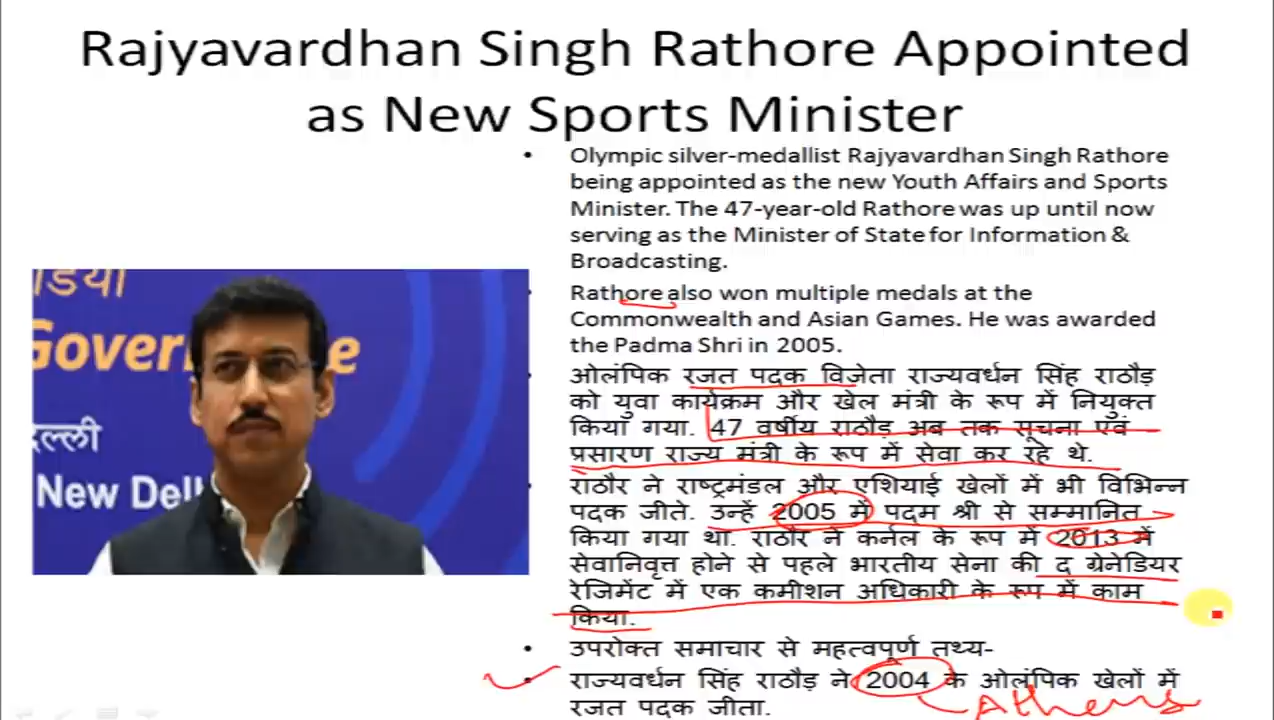 Rajyavardhan Singh Rathore Appointed
as New Sports Minister
• Olympic silver-medallist Rajyavardhan Singh Rathore
being appointed as the new Youth Affairs and Sports
Minister. The 47-year-old Rathore was up until now
serving as the Minister of State for Information &
Broadcasting.
• Rathore also won multiple medals at the
Commonwealth and Asian Games. He was awarded
the Padma Shri in 2005.
• ओलंपिक रजत पदक विजेता राज्यवर्धन सिंह राठौड़
को युवा कार्यक्रम और खेल मंत्री के रूप में नियुक्त
किया गया. 47 वर्षीय राठौड़ अब तक सूचना एवं
प्रसारण राज्य मंत्री के रूप में सेवा कर रहे थे.
• राठौर ने राष्ट्रमंडल और एशियाई खेलों में भी विभिन्न
पदक जीते. उन्हें 2005 में पदम श्री से सम्मानित
किया गया था. राठौर ने कर्नल के रूप में 2013 में
सेवानिवृत्त होने से पहले भारतीय सेना की द ग्रेनेडियर
रेजिमेंट में एक कमीशन अधिकारी के रूप में काम
किया.
• उपरोक्त समाचार से महत्वपूर्ण तथ्य-
• राज्यवर्धन सिंह राठौड़ ने 2004 के ओलंपिक खेलों में
रजत पदक जीता.
Athens
New Del